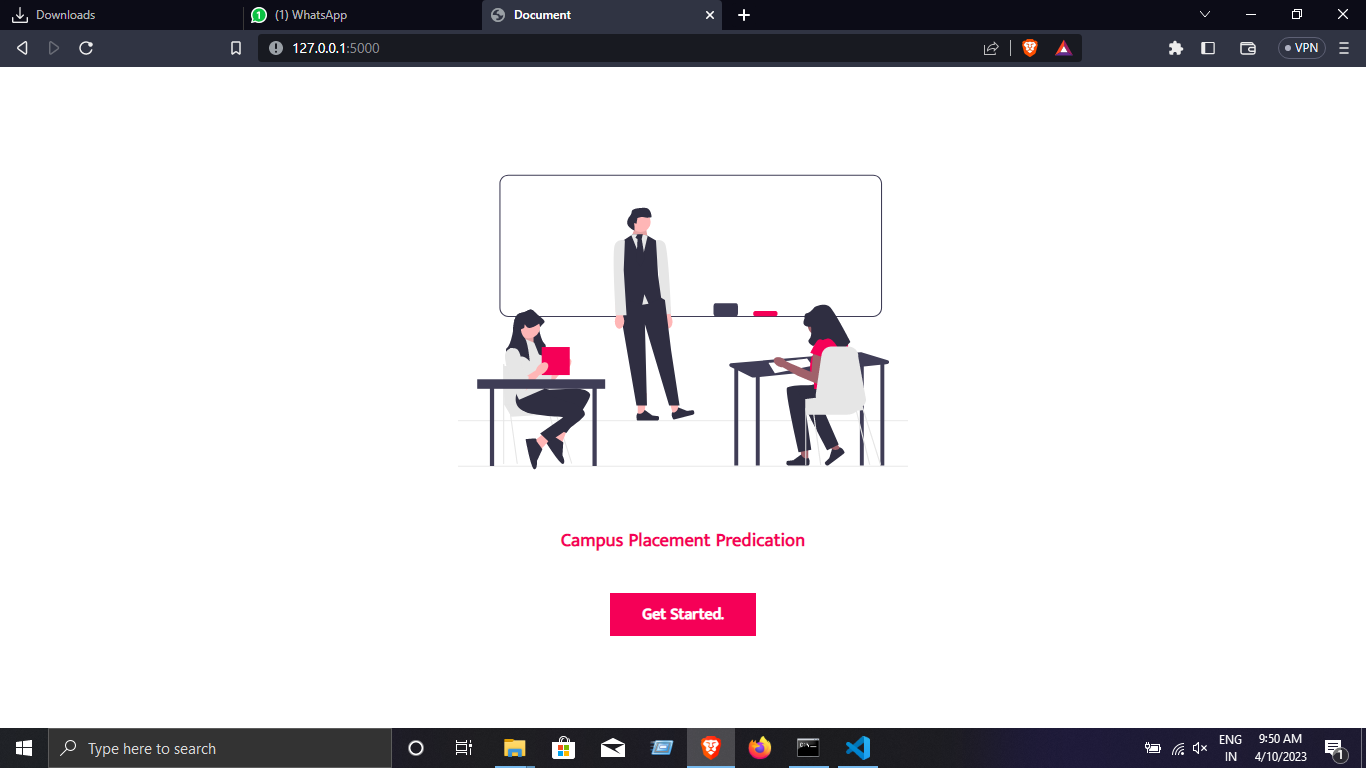 Downloads
1 (1) WhatsApp
Document
127.0.0.1:5000
VPN
Campus Placement Predication
Get Started.
Type here to search
ENG
IN
9:50 AM
4/10/2023
1